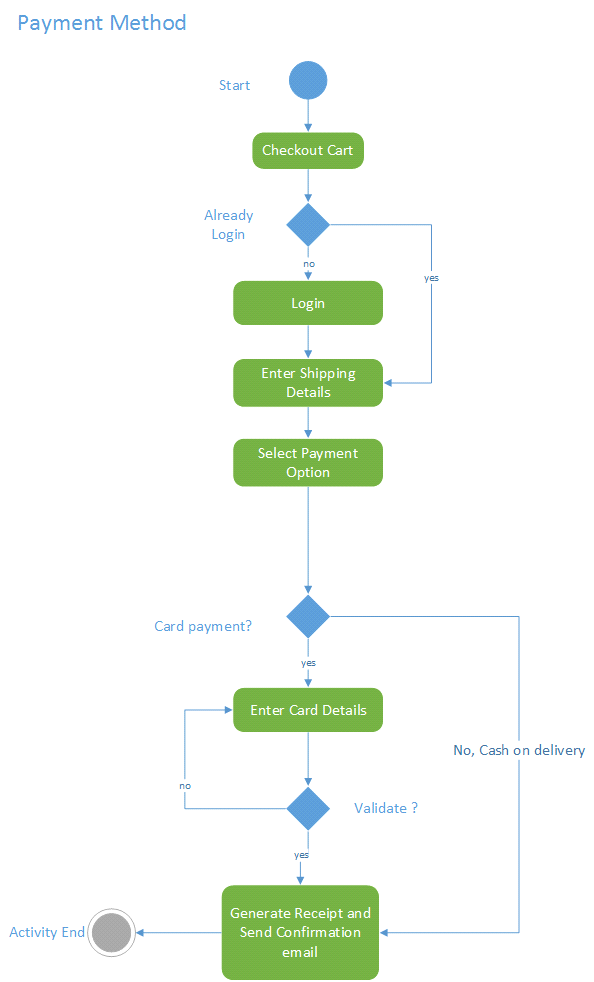 Payment Method
Start
Checkout Cart
Already
Login
no
yes
Login
Enter Shipping
Details
Select Payment
Option
Card payment?
yes
Enter Card Details
No, Cash on delivery
no
Validate ?
yes
Generate Receipt and
Send Confirmation
email
Activity End